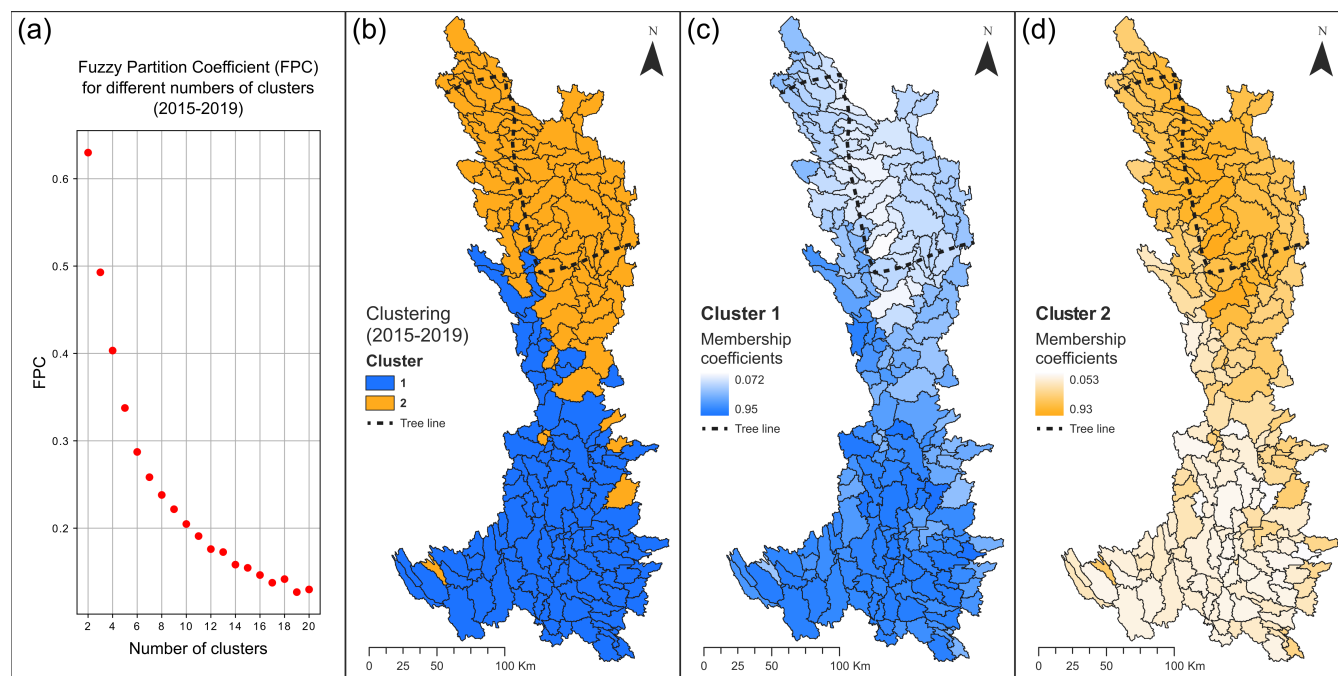 (a)
Fuzzy Partition Coefficient (FPC)
for different numbers of clusters
(2015-2019)
0.6
0.5
0.4
0.3
0.2
FPC
2 4 6 8 10 12 14 16 18 20
Number of clusters
(b)
N
Clustering
(2015-2019)
Cluster
1
2
Tree line
0 25 50 100 Km
(c)
N
Cluster 1
Membership
coefficients
0.072
0.95
Tree line
0 25 50 100 Km
(d)
N
Cluster 2
Membership
coefficients
0.053
0.93
Tree line
0 25 50 100 Km